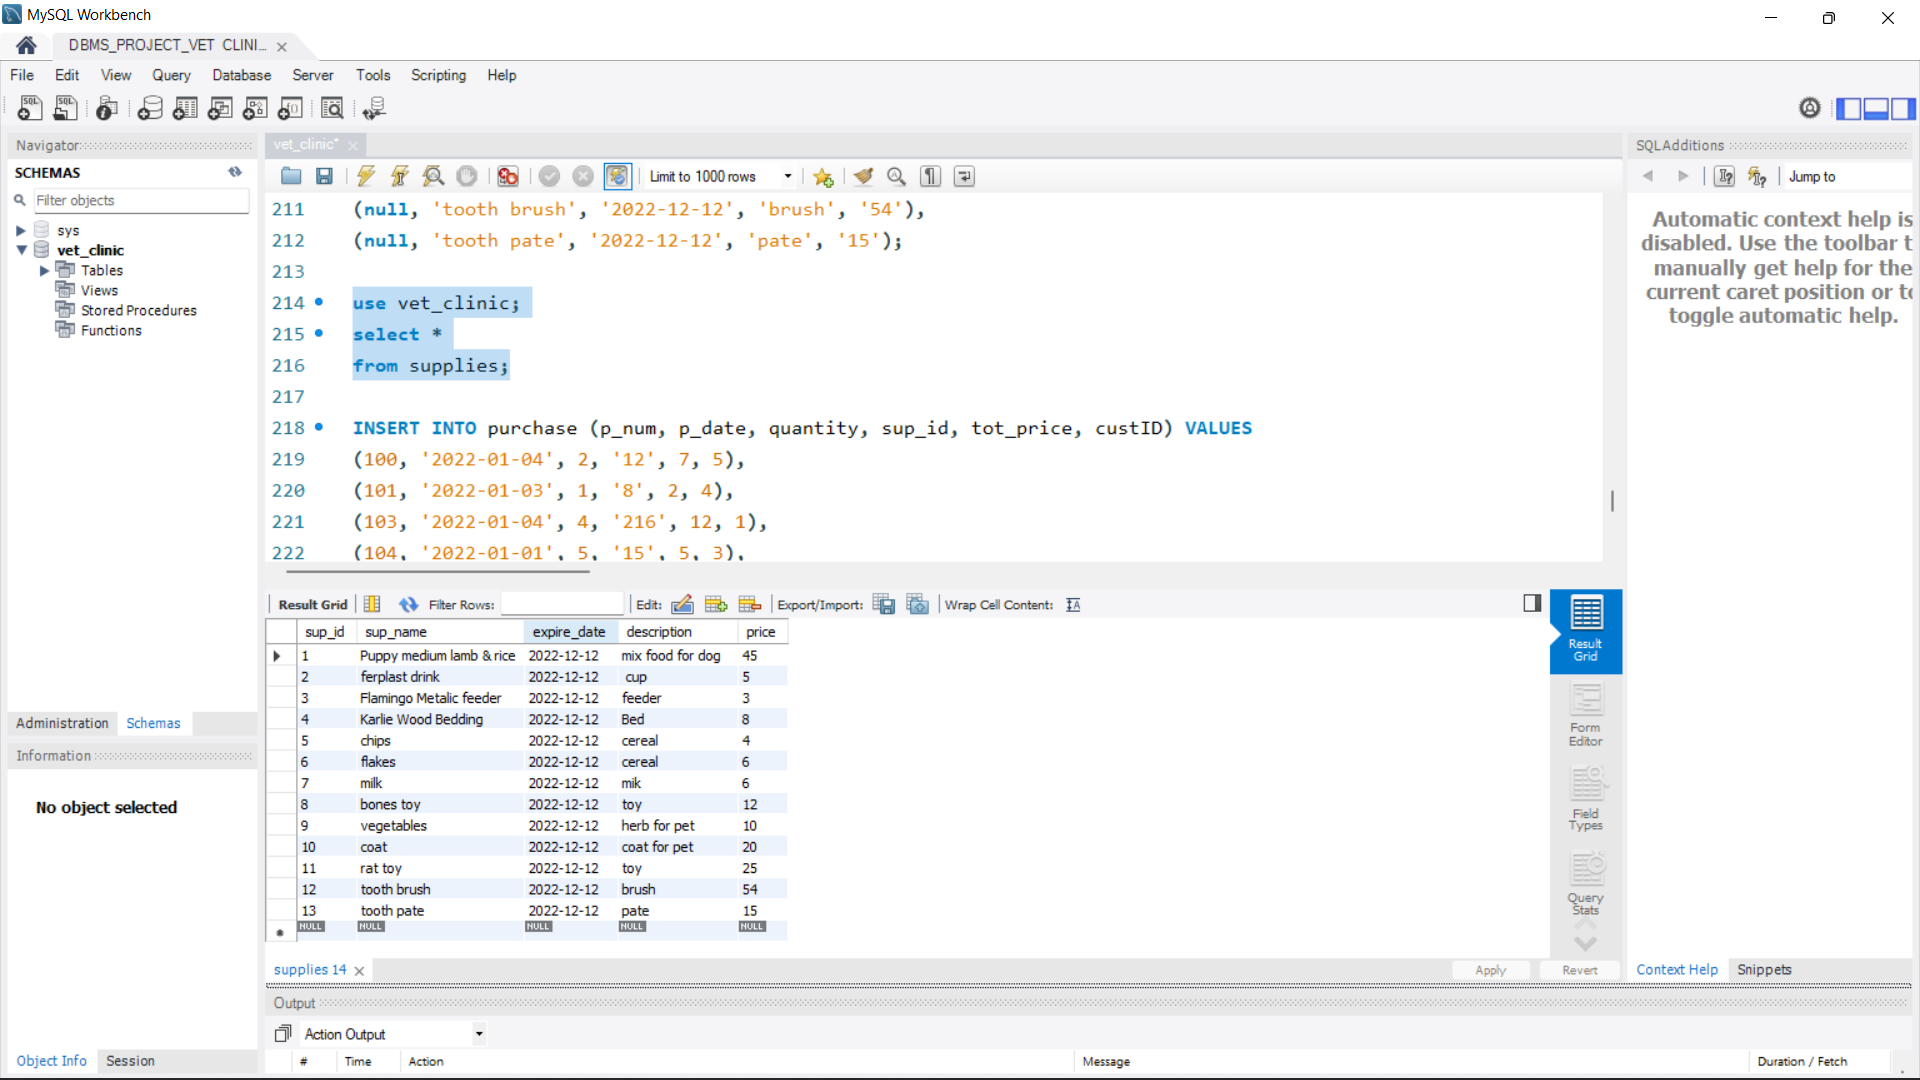 MySQL Workbench
DBMS_PROJECT_VET CLINI...
File Edit View Query Database Server Tools Scripting Help
Navigator
SCHEMAS
Filter objects
sys
vet_clinic
Tables
Views
Stored Procedures
Functions
Administration Schemas
Information
No object selected
Object Info Session
vet_clinic*
Limit to 1000 rows
211 (null, 'tooth brush', '2022-12-12', 'brush', '54'),
212 (null, 'tooth pate', '2022-12-12', 'pate', '15');
213
214 use vet_clinic;
215 select *
216 from supplies;
217
218 INSERT INTO purchase (p_num, p_date, quantity, sup_id, tot_price, custID) VALUES
219 (100, '2022-01-04', 2, '12', 7, 5),
220 (101, '2022-01-03', 1, '8', 2, 4),
221 (103, '2022-01-04', 4, '216', 12, 1),
222 (104, '2022-01-01', 5, '15', 5, 3),
Result Grid Filter Rows: Edit: Export/Import: Wrap Cell Content:
sup_id sup_name expire_date description price
1 Puppy medium lamb & rice 2022-12-12 mix food for dog 45
2 ferplast drink 2022-12-12 cup 5
3 Flamingo Metalic feeder 2022-12-12 feeder 3
4 Karlie Wood Bedding 2022-12-12 Bed 8
5 chips 2022-12-12 cereal 4
6 flakes 2022-12-12 cereal 6
7 milk 2022-12-12 mik 6
8 bones toy 2022-12-12 toy 12
9 vegetables 2022-12-12 herb for pet 10
10 coat 2022-12-12 coat for pet 20
11 rat toy 2022-12-12 toy 25
12 tooth brush 2022-12-12 brush 54
13 tooth pate 2022-12-12 pate 15
NULL NULL NULL NULL NULL
Result
Grid
Form
Editor
Field
Types
Query
Stats
supplies 14
Apply Revert
Output
Action Output
# Time Action Message Duration / Fetch
SQLAdditions
Jump to
Automatic context help is
disabled. Use the toolbar t
manually get help for the
current caret position or to
toggle automatic help.
Context Help Snippets